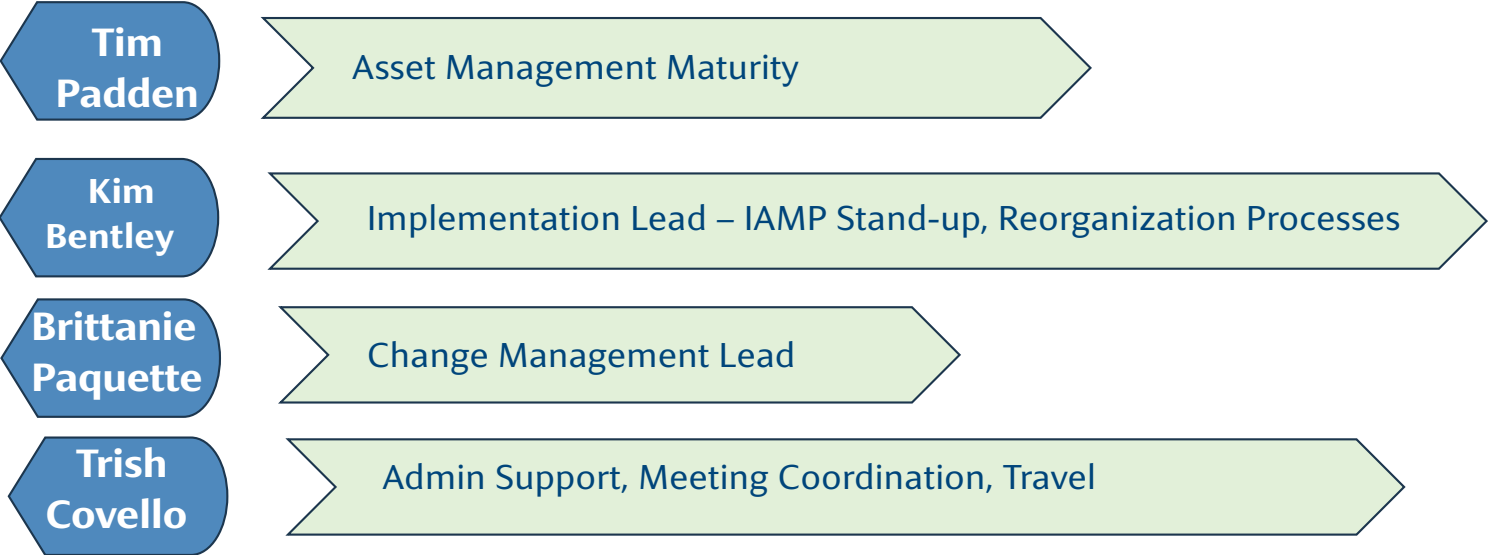 Tim
Padden
Asset Management Maturity
Kim
Bentley
Implementation Lead – IAMP Stand-up, Reorganization Processes
Brittanie
Paquette
Change Management Lead
Trish
Covello
Admin Support, Meeting Coordination, Travel